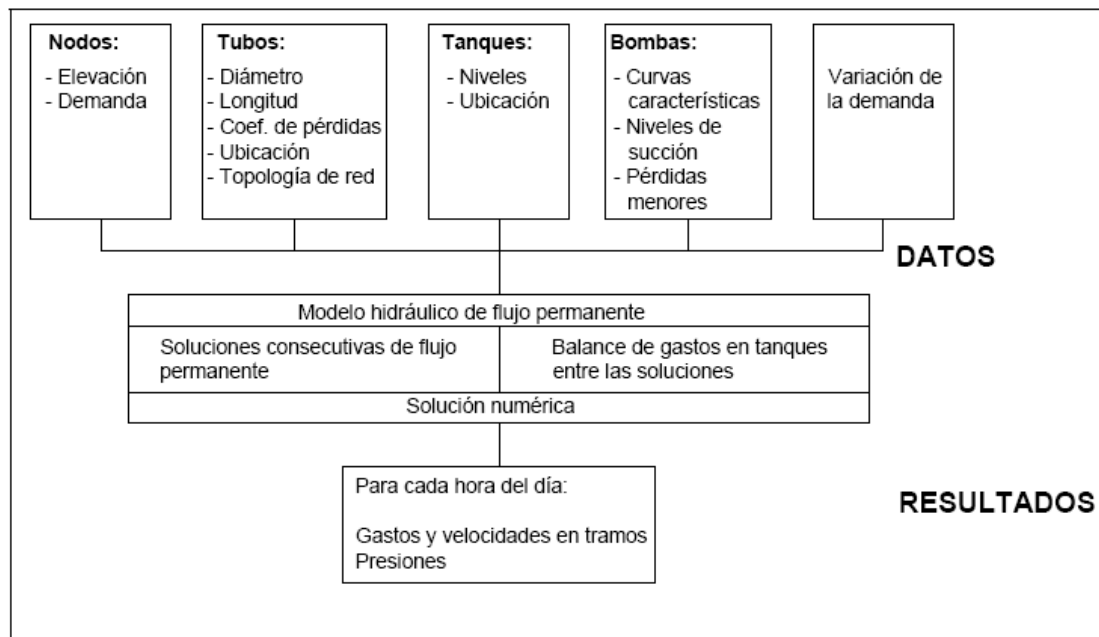 Nodos:
- Elevación
- Demanda
Tubos:
- Diámetro
- Longitud
- Coef. de pérdidas
- Ubicación
- Topología de red
Tanques:
- Niveles
- Ubicación
Bombas:
- Curvas
características
- Niveles de
succión
- Pérdidas
menores
Variación de
la demanda
DATOS
Modelo hidráulico de flujo permanente
Soluciones consecutivas de flujo
permanente
Balance de gastos en tanques
entre las soluciones
Solución numérica
Para cada hora del día:
Gastos y velocidades en tramos
Presiones
RESULTADOS